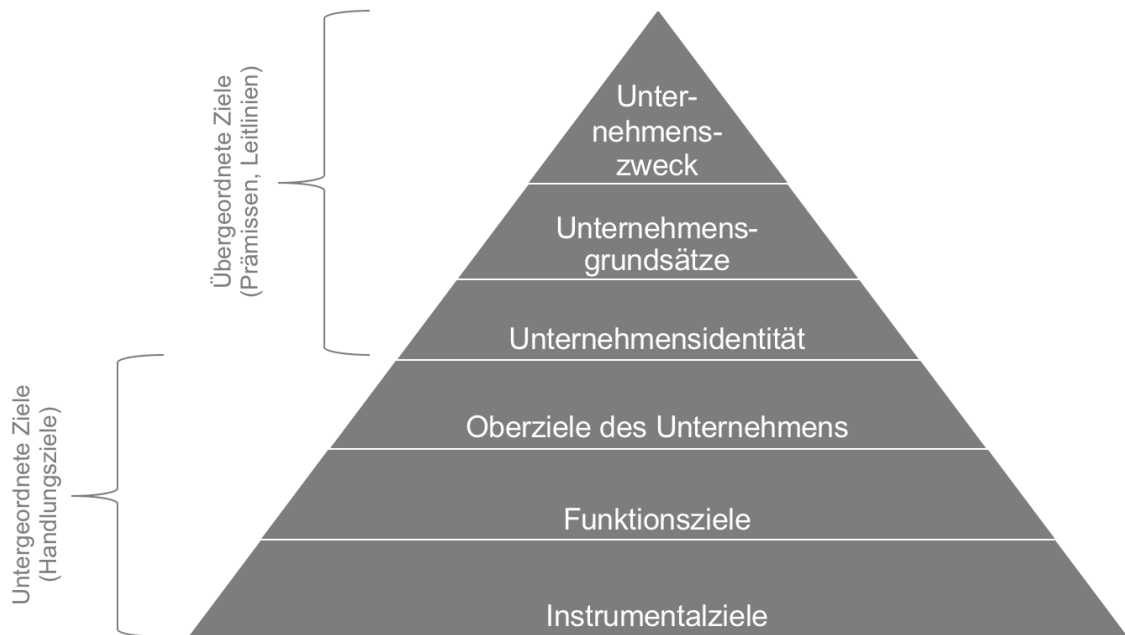 Übergeordnete Ziele
(Prämissen, Leitlinien)
Unter-
nehmens-
zweck
Unternehmens-
grundsätze
Unternehmensidentität
Untergeordnete Ziele
(Handlungsziele)
Oberziele des Unternehmens
Funktionsziele
Instrumentalziele